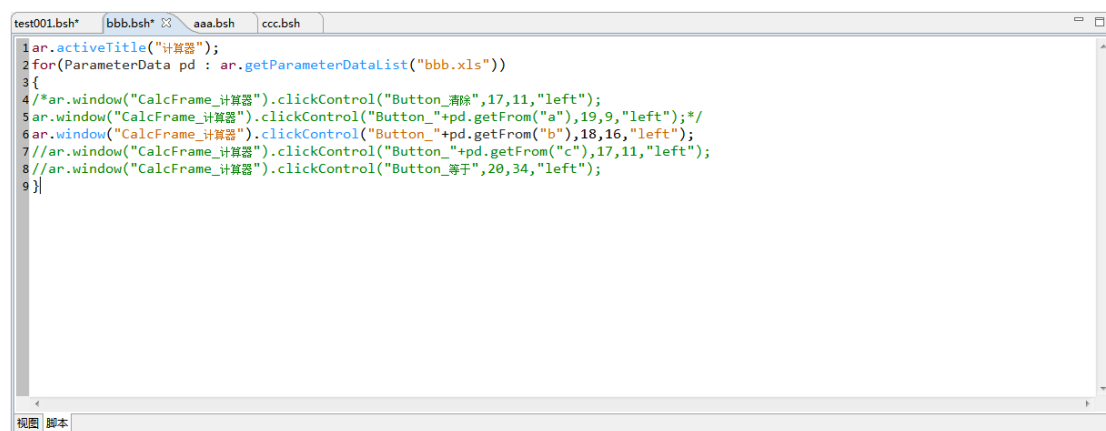 test001.bsh* bbb.bsh* aaa.bsh ccc.bsh
1 ar.activeTitle("计算器");
2 for(ParameterData pd : ar.getParameterDataList("bbb.xls"))
3 {
4 /*ar.window("CalcFrame_计算器").clickControl("Button_清除",17,11,"left");
5 ar.window("CalcFrame_计算器").clickControl("Button_"+pd.getFrom("a"),19,9,"left");*/
6 ar.window("CalcFrame_计算器").clickControl("Button_"+pd.getFrom("b"),18,16,"left");
7 //ar.window("CalcFrame_计算器").clickControl("Button_"+pd.getFrom("c"),17,11,"left");
8 //ar.window("CalcFrame_计算器").clickControl("Button_等于",20,34,"left");
9 }
视图 脚本